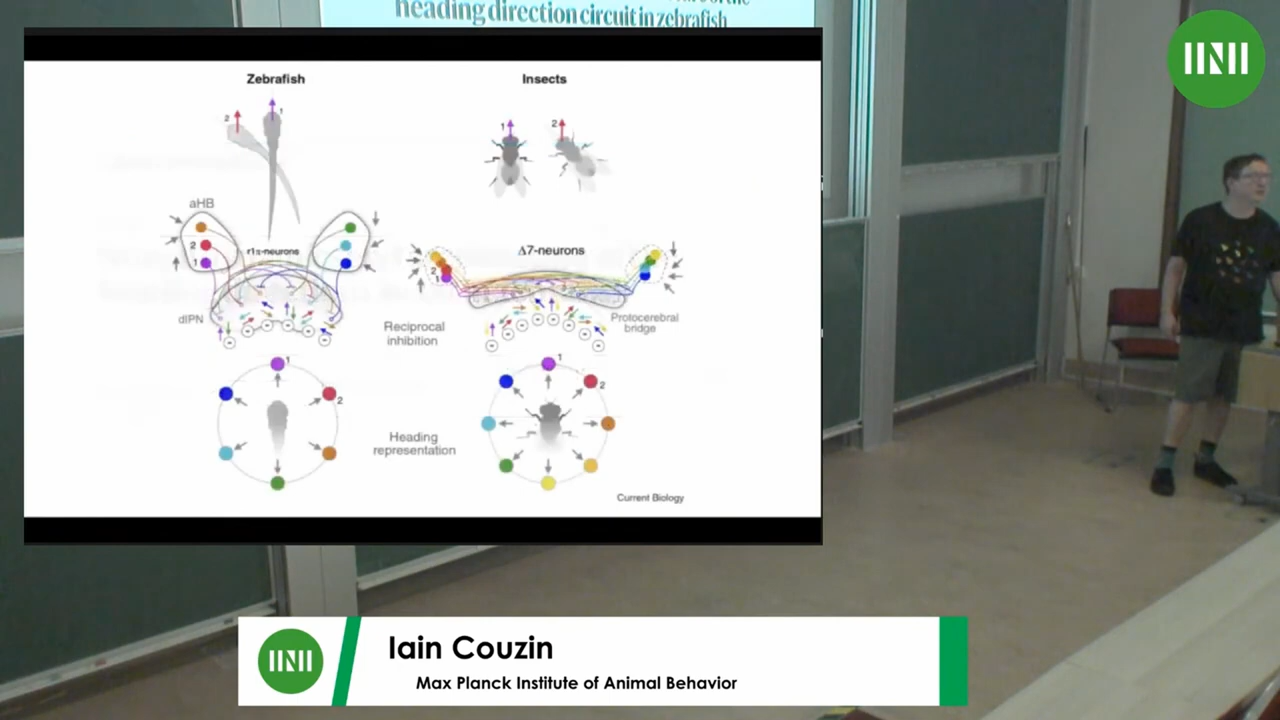 heading direction circuit in zebrafish
Zebrafish
Insects
2
1
1
2
aHB
2
1
r1π-neurons
Δ7-neurons
2
1
dIPN
Reciprocal
inhibition
Protocerebral
bridge
1
2
1
2
Heading
representation
Current Biology
IINII
IINII
Iain Couzin
Max Planck Institute of Animal Behavior